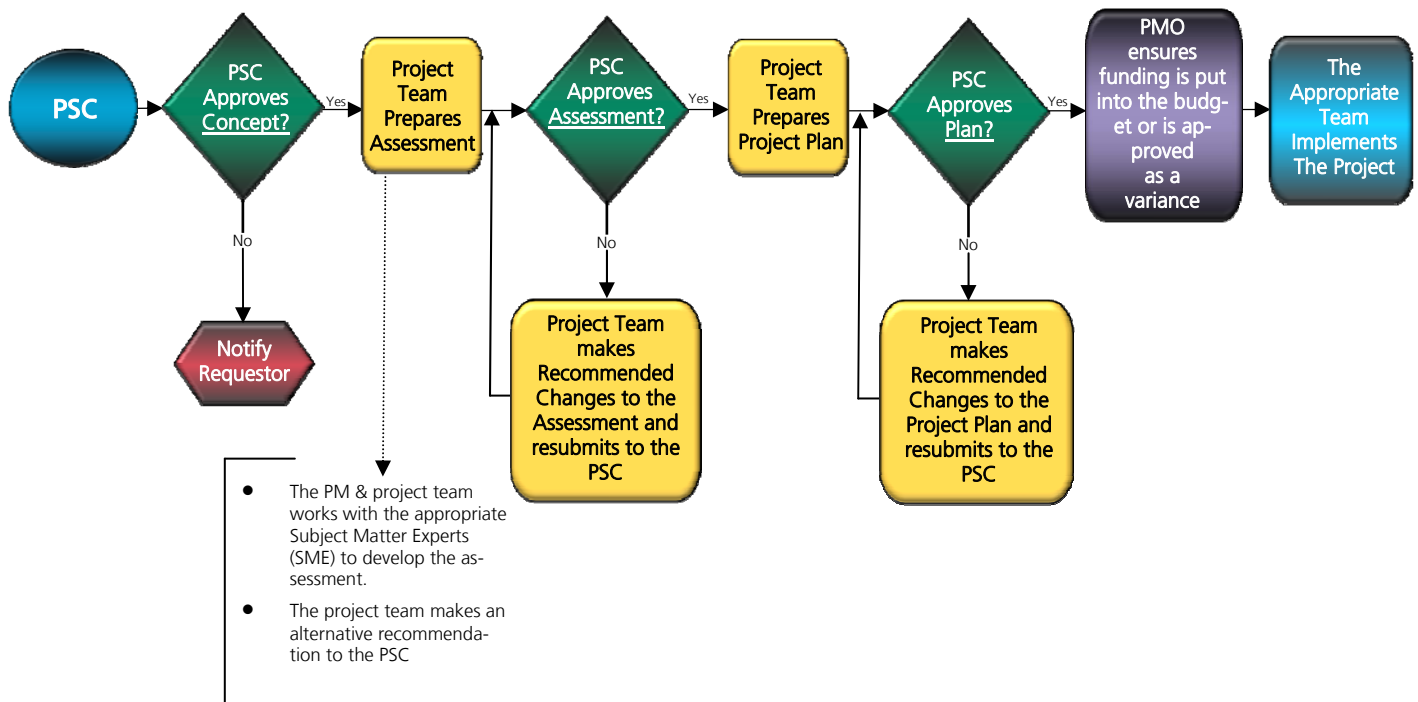 PSC
PSC
Approves
Concept?
Yes
No
Notify
Requestor
Project
Team
Prepares
Assessment
PSC
Approves
Assessment?
Yes
No
Project Team
makes
Recommended
Changes to the
Assessment and
resubmits to the
PSC
Project
Team
Prepares
Project Plan
PSC
Approves
Plan?
Yes
No
Project Team
makes
Recommended
Changes to the
Project Plan and
resubmits to the
PSC
PMO
ensures
funding is put
into the budg-
et or is ap-
proved
as a
variance
The
Appropriate
Team
Implements
The Project
• The PM & project team
works with the appropriate
Subject Matter Experts
(SME) to develop the as-
sessment.
• The project team makes an
alternative recommenda-
tion to the PSC